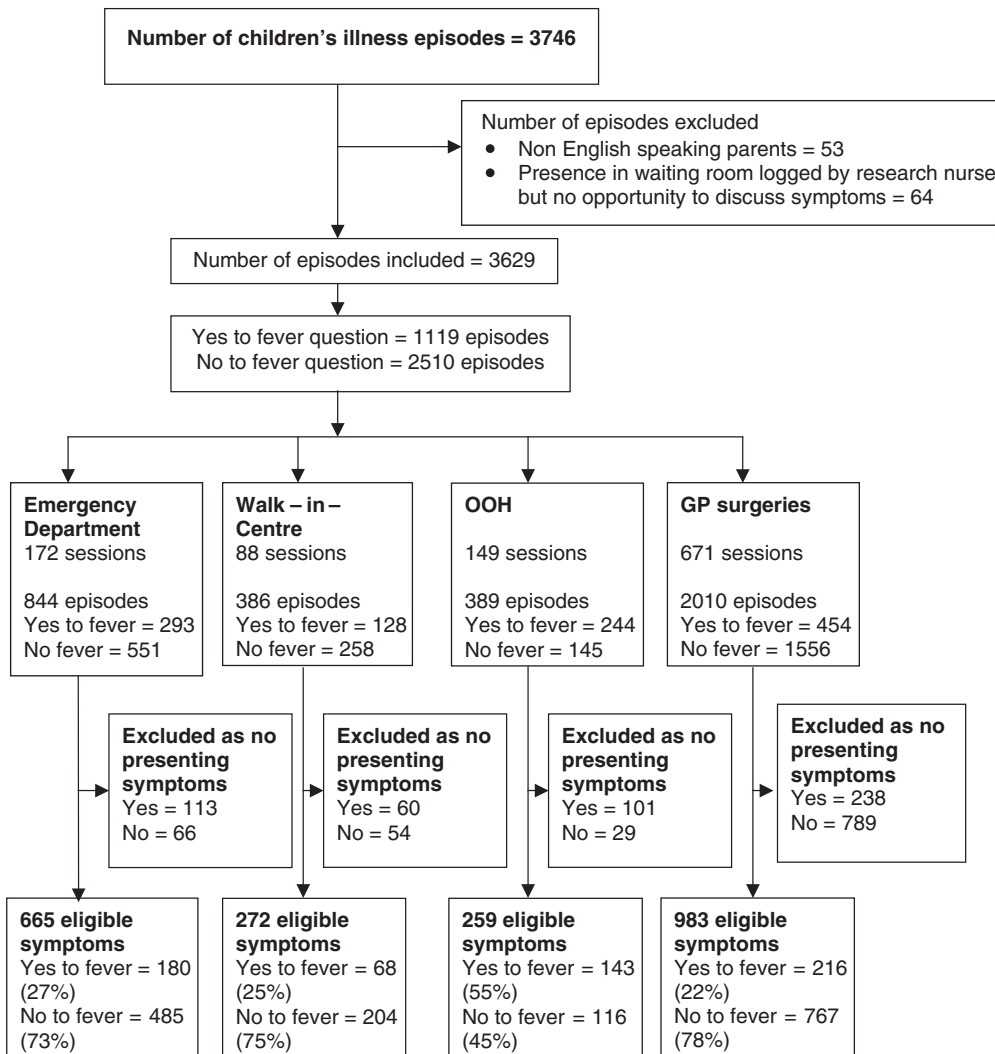 Number of children's illness episodes = 3746
Number of episodes excluded
● Non English speaking parents = 53
● Presence in waiting room logged by research nurse
but no opportunity to discuss symptoms = 64
Number of episodes included = 3629
Yes to fever question = 1119 episodes
No to fever question = 2510 episodes
Emergency
Department
172 sessions
844 episodes
Yes to fever = 293
No fever = 551
Walk – in –
Centre
88 sessions
386 episodes
Yes to fever = 128
No fever = 258
OOH
149 sessions
389 episodes
Yes to fever = 244
No fever = 145
GP surgeries
671 sessions
2010 episodes
Yes to fever = 454
No fever = 1556
Excluded as no
presenting
symptoms
Yes = 113
No = 66
Excluded as no
presenting
symptoms
Yes = 60
No = 54
Excluded as no
presenting
symptoms
Yes = 101
No = 29
Excluded as no
presenting
symptoms
Yes = 238
No = 789
665 eligible
symptoms
Yes to fever = 180
(27%)
No to fever = 485
(73%)
272 eligible
symptoms
Yes to fever = 68
(25%)
No to fever = 204
(75%)
259 eligible
symptoms
Yes to fever = 143
(55%)
No to fever = 116
(45%)
983 eligible
symptoms
Yes to fever = 216
(22%)
No to fever = 767
(78%)